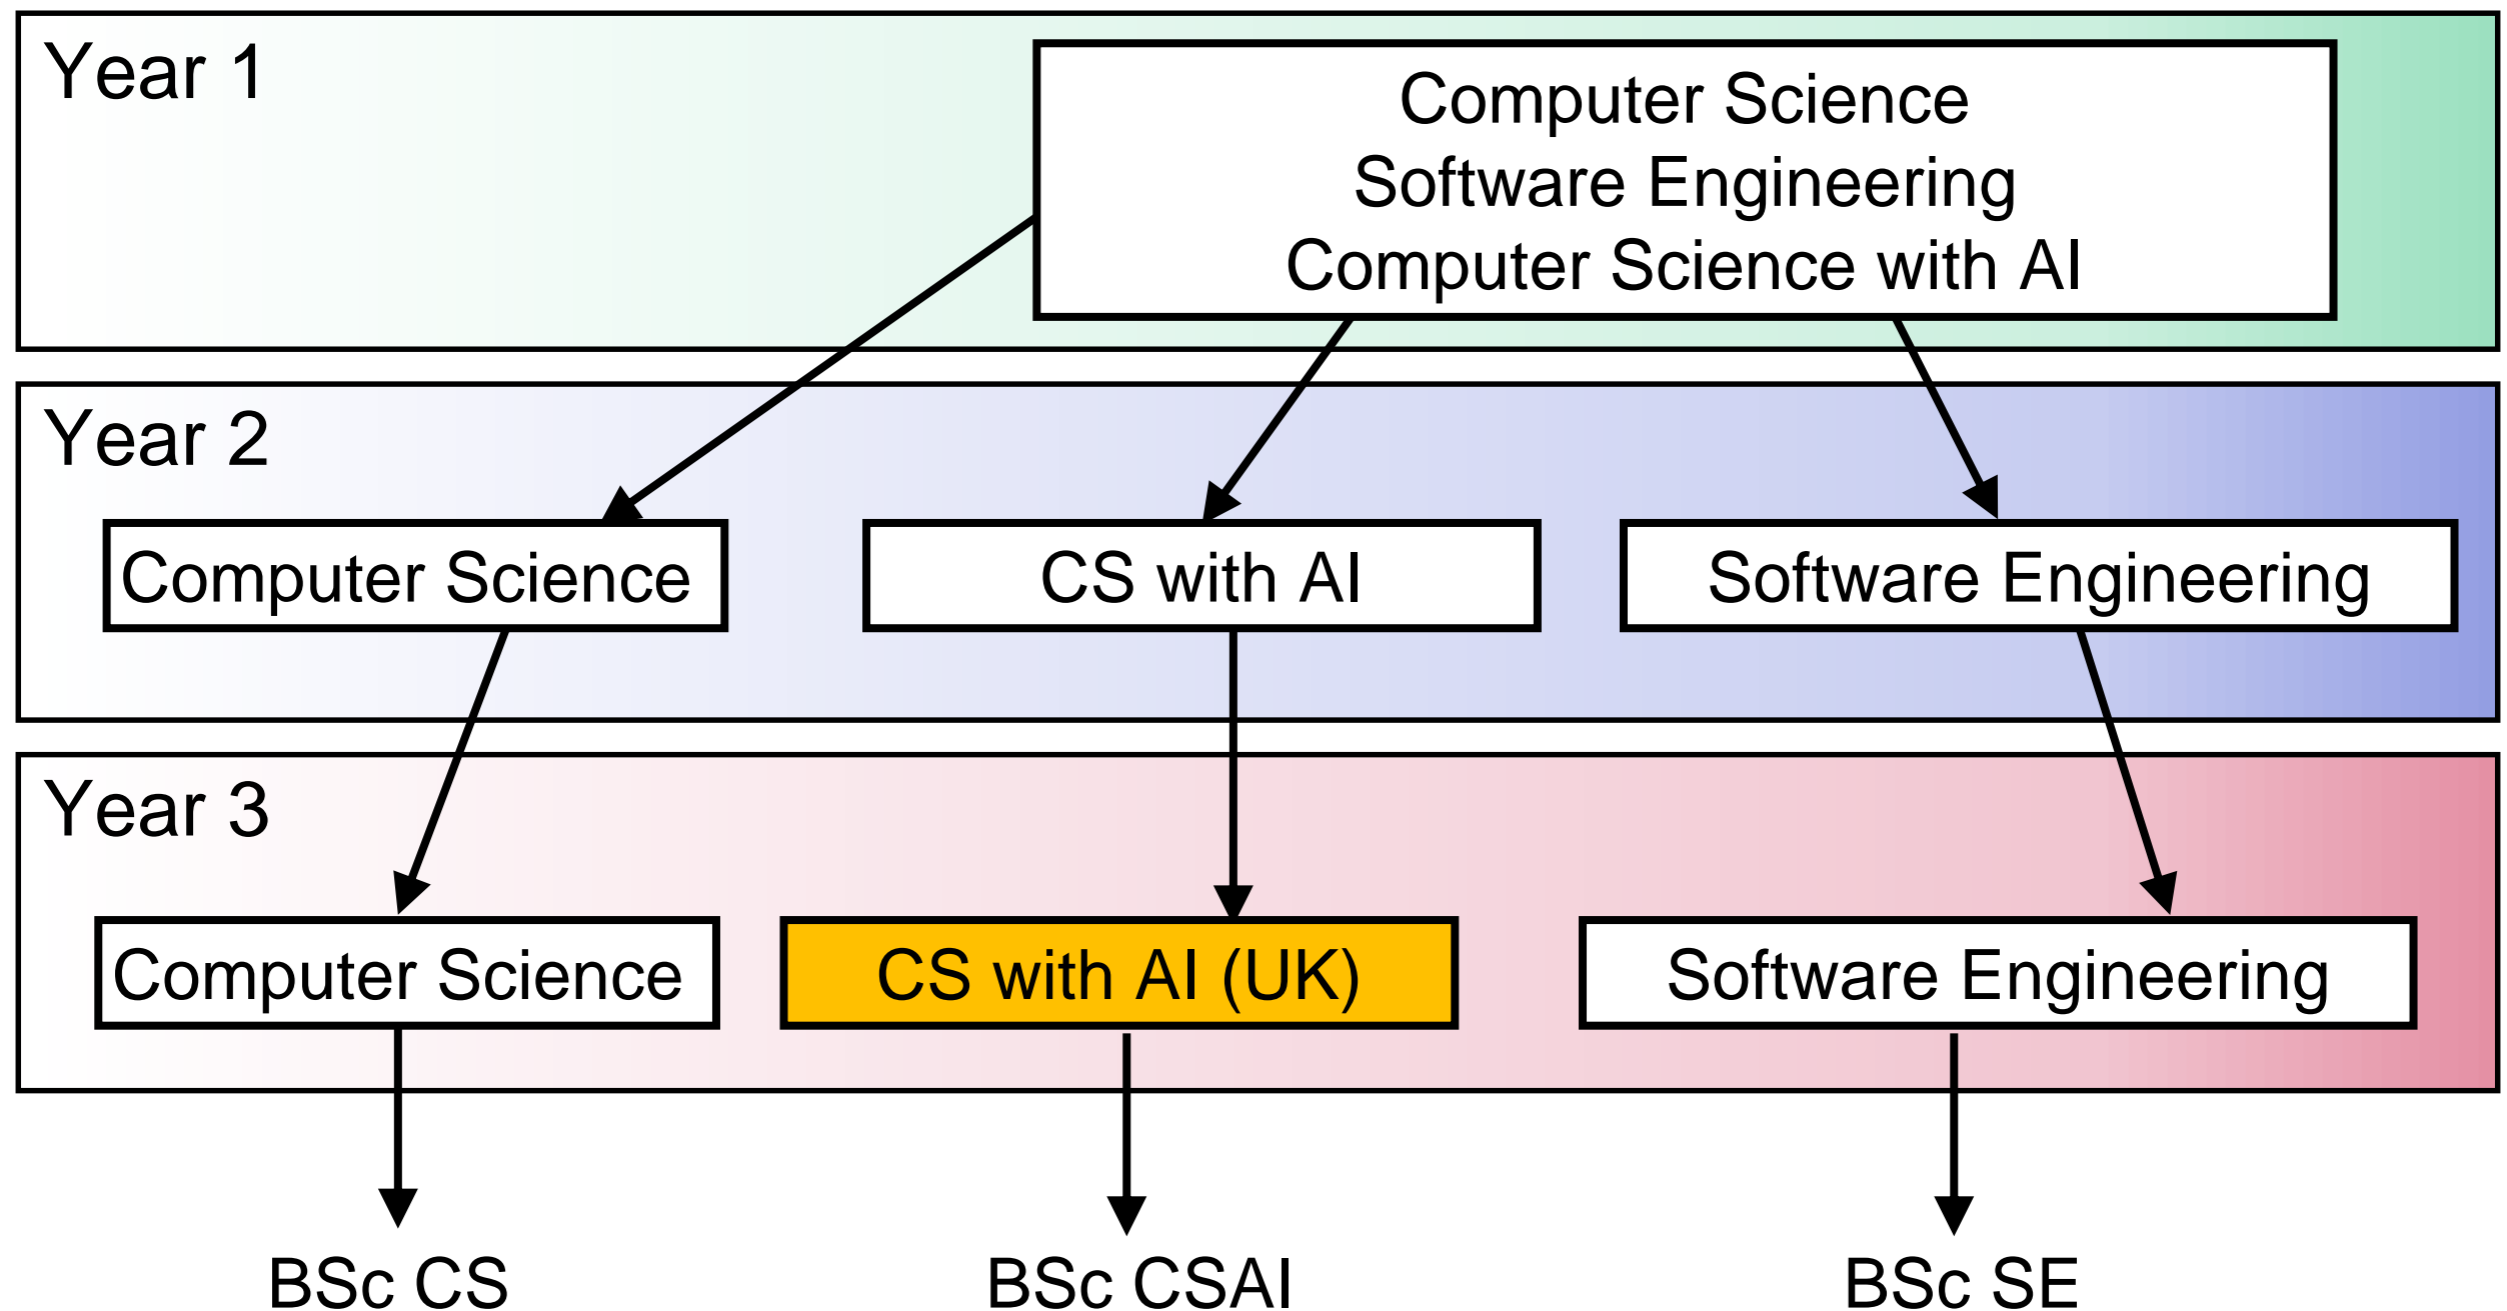 Year 1
Computer Science
Software Engineering
Computer Science with AI
Year 2
Computer Science
CS with AI
Software Engineering
Year 3
Computer Science
CS with AI (UK)
Software Engineering
BSc CS
BSc CSAI
BSc SE